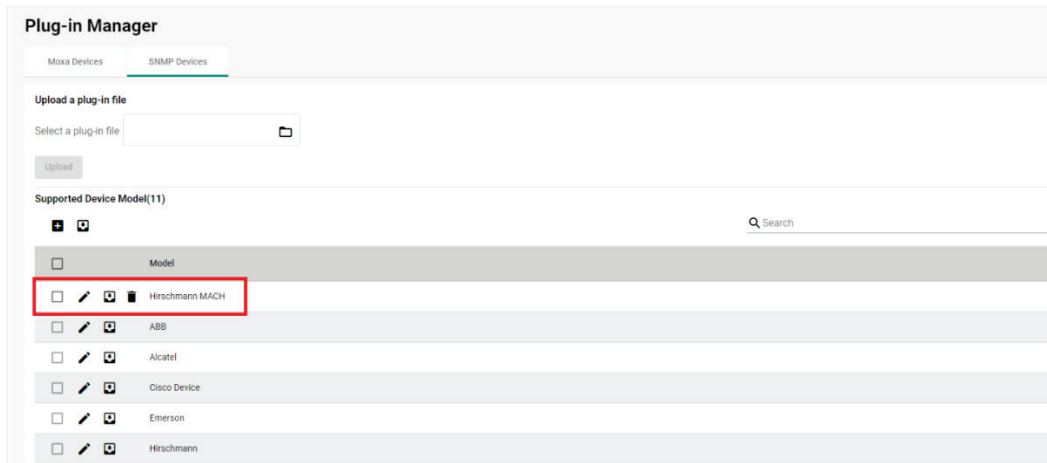 Plug-in Manager
Moxa Devices SNMP Devices
Upload a plug-in file
Select a plug-in file
Upload
Supported Device Model(11)
Search
Model
Hirschmann MACH
ABB
Alcatel
Cisco Device
Emerson
Hirschmann